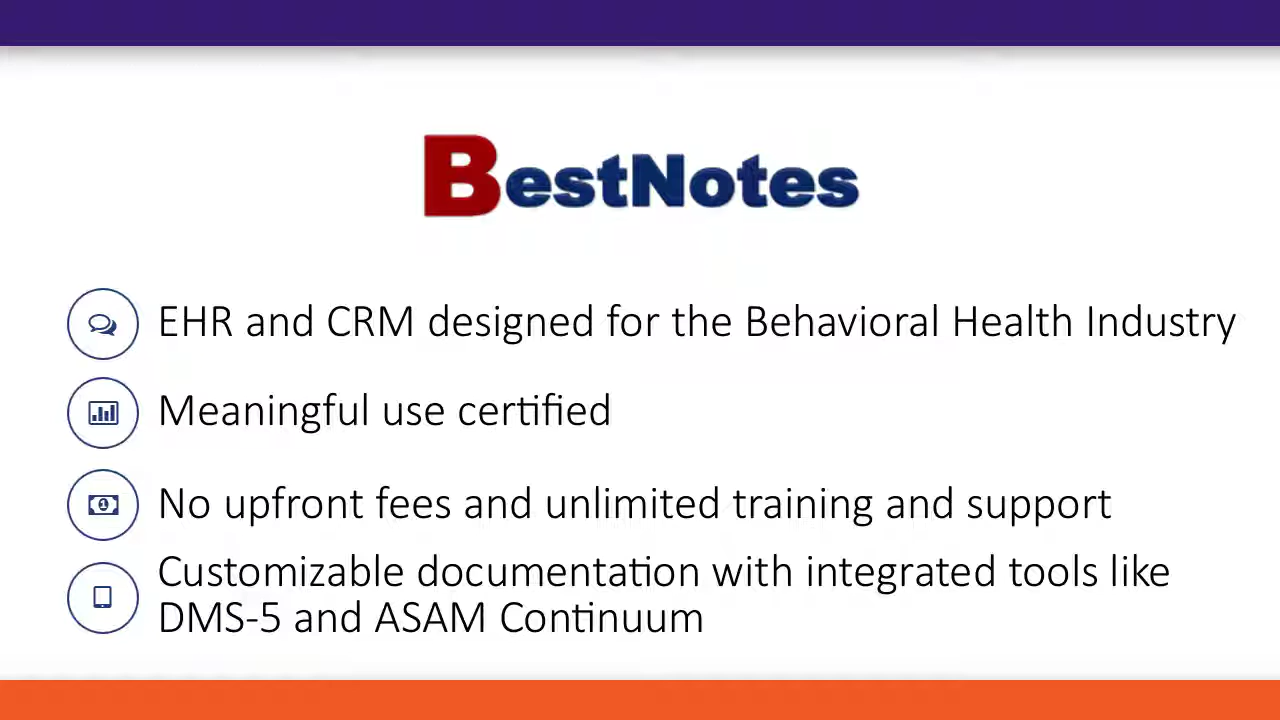 BestNotes
EHR and CRM designed for the Behavioral Health Industry
Meaningful use certified
No upfront fees and unlimited training and support
Customizable documentation with integrated tools like
DMS-5 and ASAM Continuum